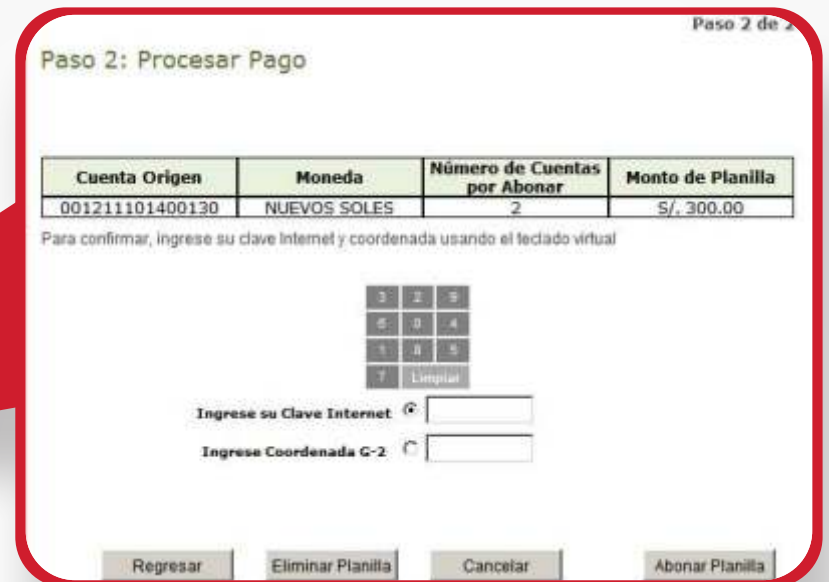 Paso 2 de 2
Paso 2: Procesar Pago
Cuenta Origen Moneda Número de Cuentas por Abonar Monto de Planilla
001211101400130 NUEVOS SOLES 2 S/. 300.00
Para confirmar, ingrese su clave Internet y coordenada usando el teclado virtual
3 2 9
6 0 4
1 8 5
7 Limpiar
Ingrese su Clave Internet
Ingrese Coordenada G-2
Regresar Eliminar Planilla Cancelar Abonar Planilla